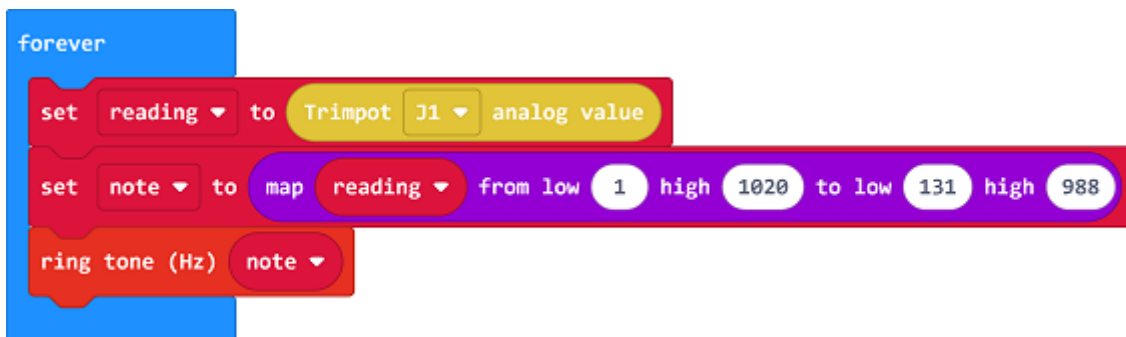 forever
set reading to Trimpot J1 analog value
set note to map reading from low 1 high 1020 to low 131 high 988
ring tone (Hz) note